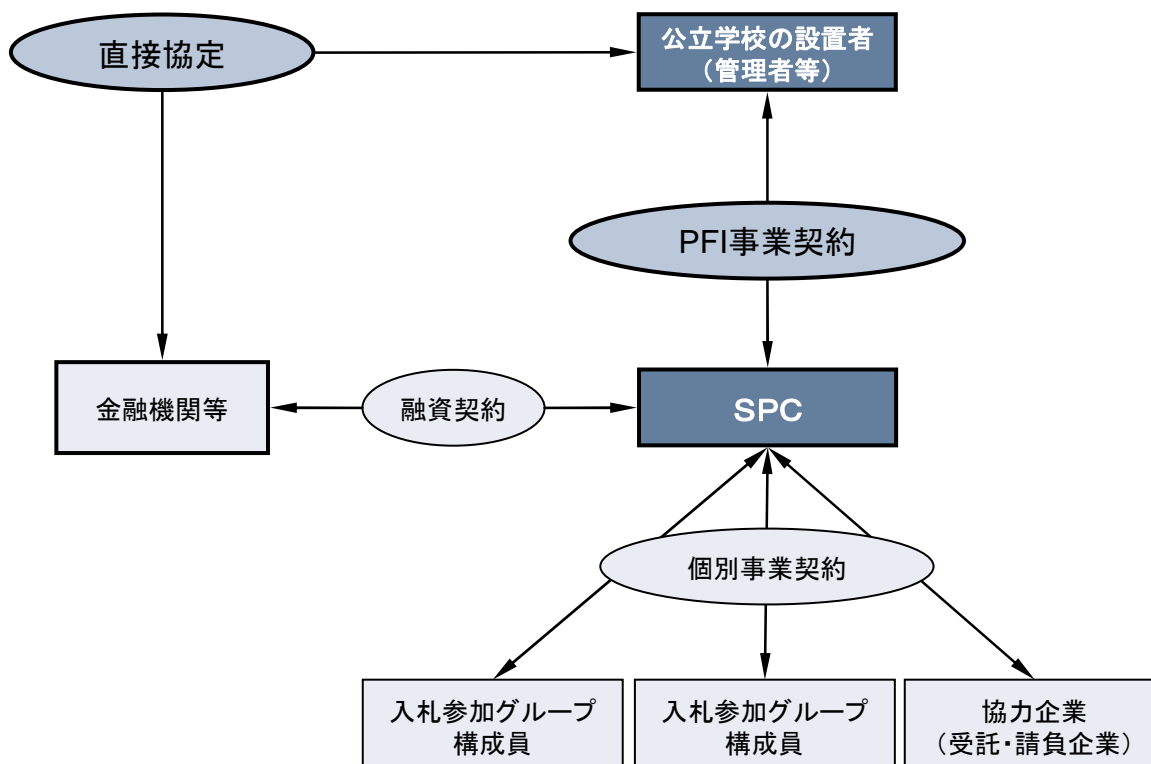 直接協定
公立学校の設置者
（管理者等）
PFI事業契約
金融機関等
融資契約
ＳＰＣ
個別事業契約
入札参加グループ
構成員
入札参加グループ
構成員
協力企業
（受託・請負企業）